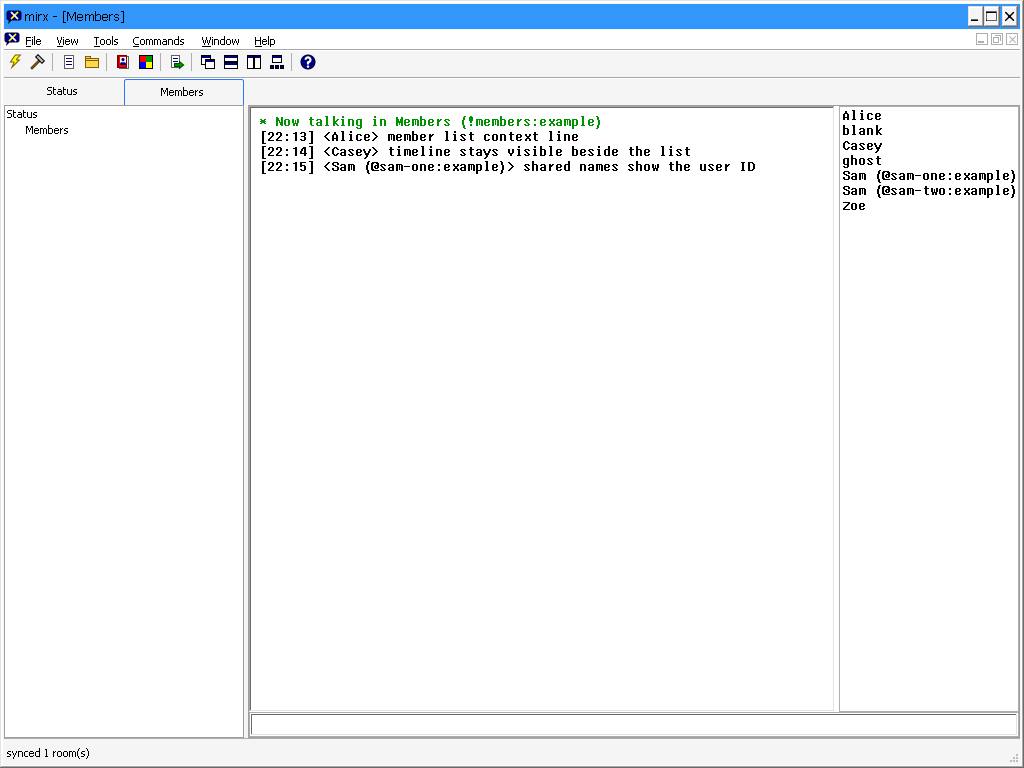 mirx - [Members]
File View Tools Commands Window Help
Status Members
Status
Members
* Now talking in Members (!members:example)
[22:13] <Alice> member list context line
[22:14] <Casey> timeline stays visible beside the list
[22:15] <Sam (@sam-one:example)> shared names show the user ID
Alice
blank
Casey
ghost
Sam (@sam-one:example)
Sam (@sam-two:example)
Zoe
synced 1 room(s)